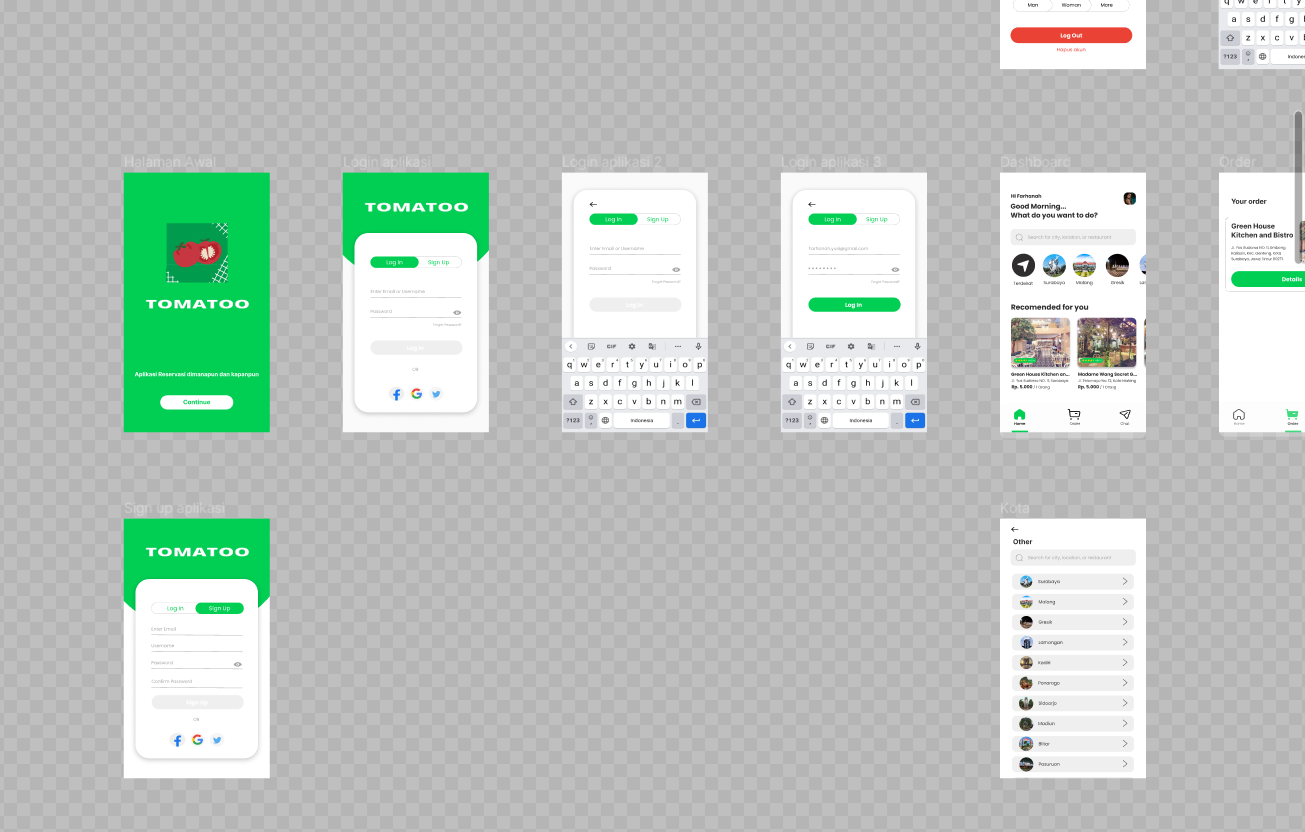 Man Woman More
Log Out
Hapus akun
q w e r t y
a s d f g h
z x c v
?123 Indones
Halaman Awal
TOMATOO
Aplikasi Reservasi dimanapun dan kapanpun
Continue
Login aplikasi
TOMATOO
Log in Sign Up
Enter Email or Username
Password
Forgot Password?
Log in
OR
Login aplikasi 2
Log in Sign Up
Enter Email or Username
Password
Forgot Password?
Log in
GIF
q w e r t y u i o p
a s d f g h j k l
z x c v b n m
?123 Indonesia .
Login aplikasi 3
Log in Sign Up
Forgot Password?
Log in
GIF
q w e r t y u i o p
a s d f g h j k l
z x c v b n m
?123 Indonesia .
Dashboard
Hi Farhanah
Good Morning...
What do you want to do?
Search for city, location, or restaurant
Terdekat Surabaya Malang Gresik
Recomended for you
Green House Kitchen an... Madame Wang Secret G...
Rp. 5.000 / 1 Orang Rp. 5.000 / 1 Orang
Home Order Chat
Order
Your order
Green House
Kitchen and Bistro
Details
Home Order
Sign up aplikasi
TOMATOO
Log in Sign Up
Enter Email
Username
Password
Confirm Password
Sign Up
OR
Kota
Other
Search for city, location, or restaurant
Surabaya
Malang
Gresik
Lamongan
Kediri
Ponorogo
Sidoarjo
Madiun
Blitar
Pasuruan